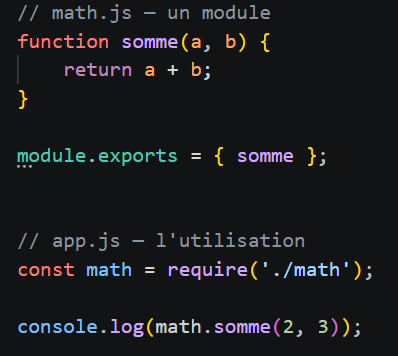 // math.js — un module
function somme(a, b) {
    return a + b;
}
module.exports = { somme };
// app.js — l'utilisation
const math = require('./math');
console.log(math.somme(2, 3));